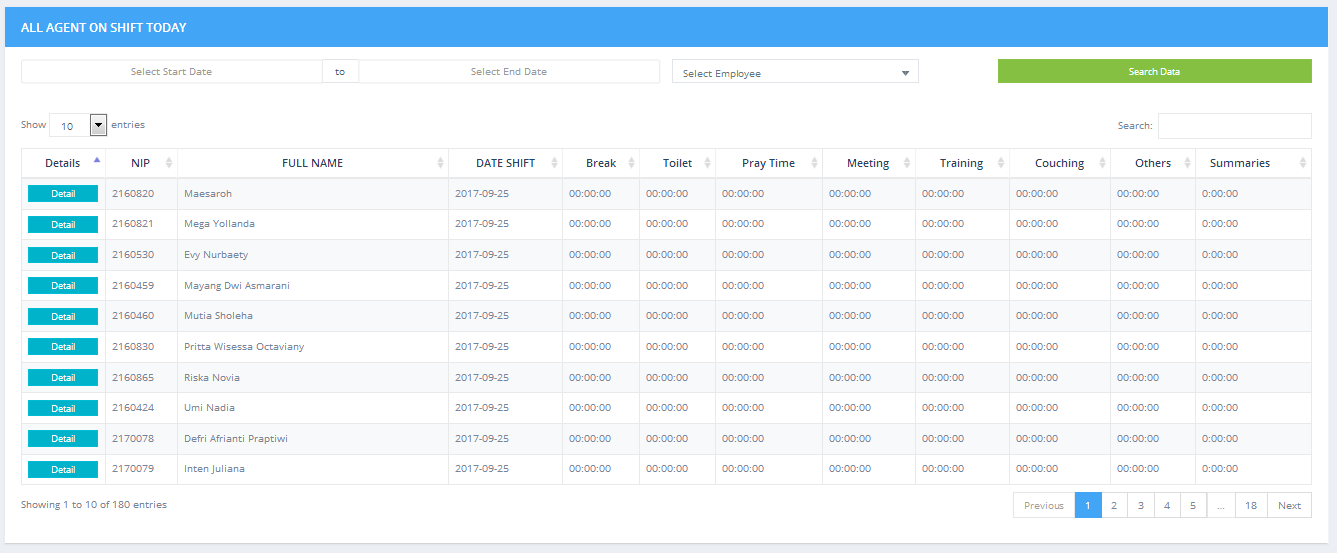 ALL AGENT ON SHIFT TODAY
Select Start Date to Select End Date Select Employee Search Data
Show 10 entries Search:
Details NIP FULL NAME DATE SHIFT Break Toilet Pray Time Meeting Training Couching Others Summaries
Detail 2160820 Maesaroh 2017-09-25 00:00:00 00:00:00 00:00:00 00:00:00 00:00:00 00:00:00 00:00:00 0:00:00
Detail 2160821 Mega Yollanda 2017-09-25 00:00:00 00:00:00 00:00:00 00:00:00 00:00:00 00:00:00 00:00:00 0:00:00
Detail 2160530 Evy Nurbaety 2017-09-25 00:00:00 00:00:00 00:00:00 00:00:00 00:00:00 00:00:00 00:00:00 0:00:00
Detail 2160459 Mayang Dwi Asmarani 2017-09-25 00:00:00 00:00:00 00:00:00 00:00:00 00:00:00 00:00:00 00:00:00 0:00:00
Detail 2160460 Mutia Sholeha 2017-09-25 00:00:00 00:00:00 00:00:00 00:00:00 00:00:00 00:00:00 00:00:00 0:00:00
Detail 2160830 Pritta Wisessa Octaviany 2017-09-25 00:00:00 00:00:00 00:00:00 00:00:00 00:00:00 00:00:00 00:00:00 0:00:00
Detail 2160865 Riska Novia 2017-09-25 00:00:00 00:00:00 00:00:00 00:00:00 00:00:00 00:00:00 00:00:00 0:00:00
Detail 2160424 Umi Nadia 2017-09-25 00:00:00 00:00:00 00:00:00 00:00:00 00:00:00 00:00:00 00:00:00 0:00:00
Detail 2170078 Defri Afrianti Praptiwi 2017-09-25 00:00:00 00:00:00 00:00:00 00:00:00 00:00:00 00:00:00 00:00:00 0:00:00
Detail 2170079 Inten Juliana 2017-09-25 00:00:00 00:00:00 00:00:00 00:00:00 00:00:00 00:00:00 00:00:00 0:00:00
Showing 1 to 10 of 180 entries Previous 1 2 3 4 5 ... 18 Next